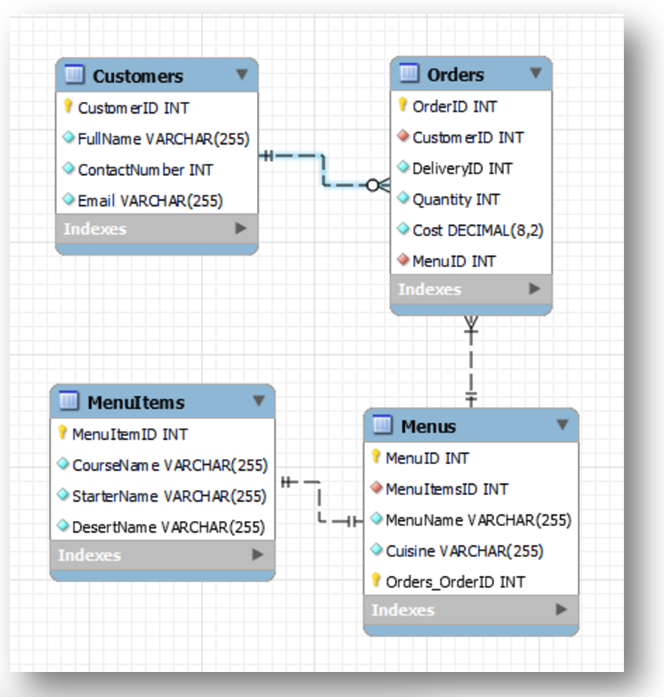 Customers
CustomerID INT
FullName VARCHAR(255)
ContactNumber INT
Email VARCHAR(255)
Indexes
Orders
OrderID INT
CustomerID INT
DeliveryID INT
Quantity INT
Cost DECIMAL(8,2)
MenuID INT
Indexes
MenuItems
MenuItemID INT
CourseName VARCHAR(255)
StarterName VARCHAR(255)
DesertName VARCHAR(255)
Indexes
Menus
MenuID INT
MenuItemsID INT
MenuName VARCHAR(255)
Cuisine VARCHAR(255)
Orders_OrderID INT
Indexes